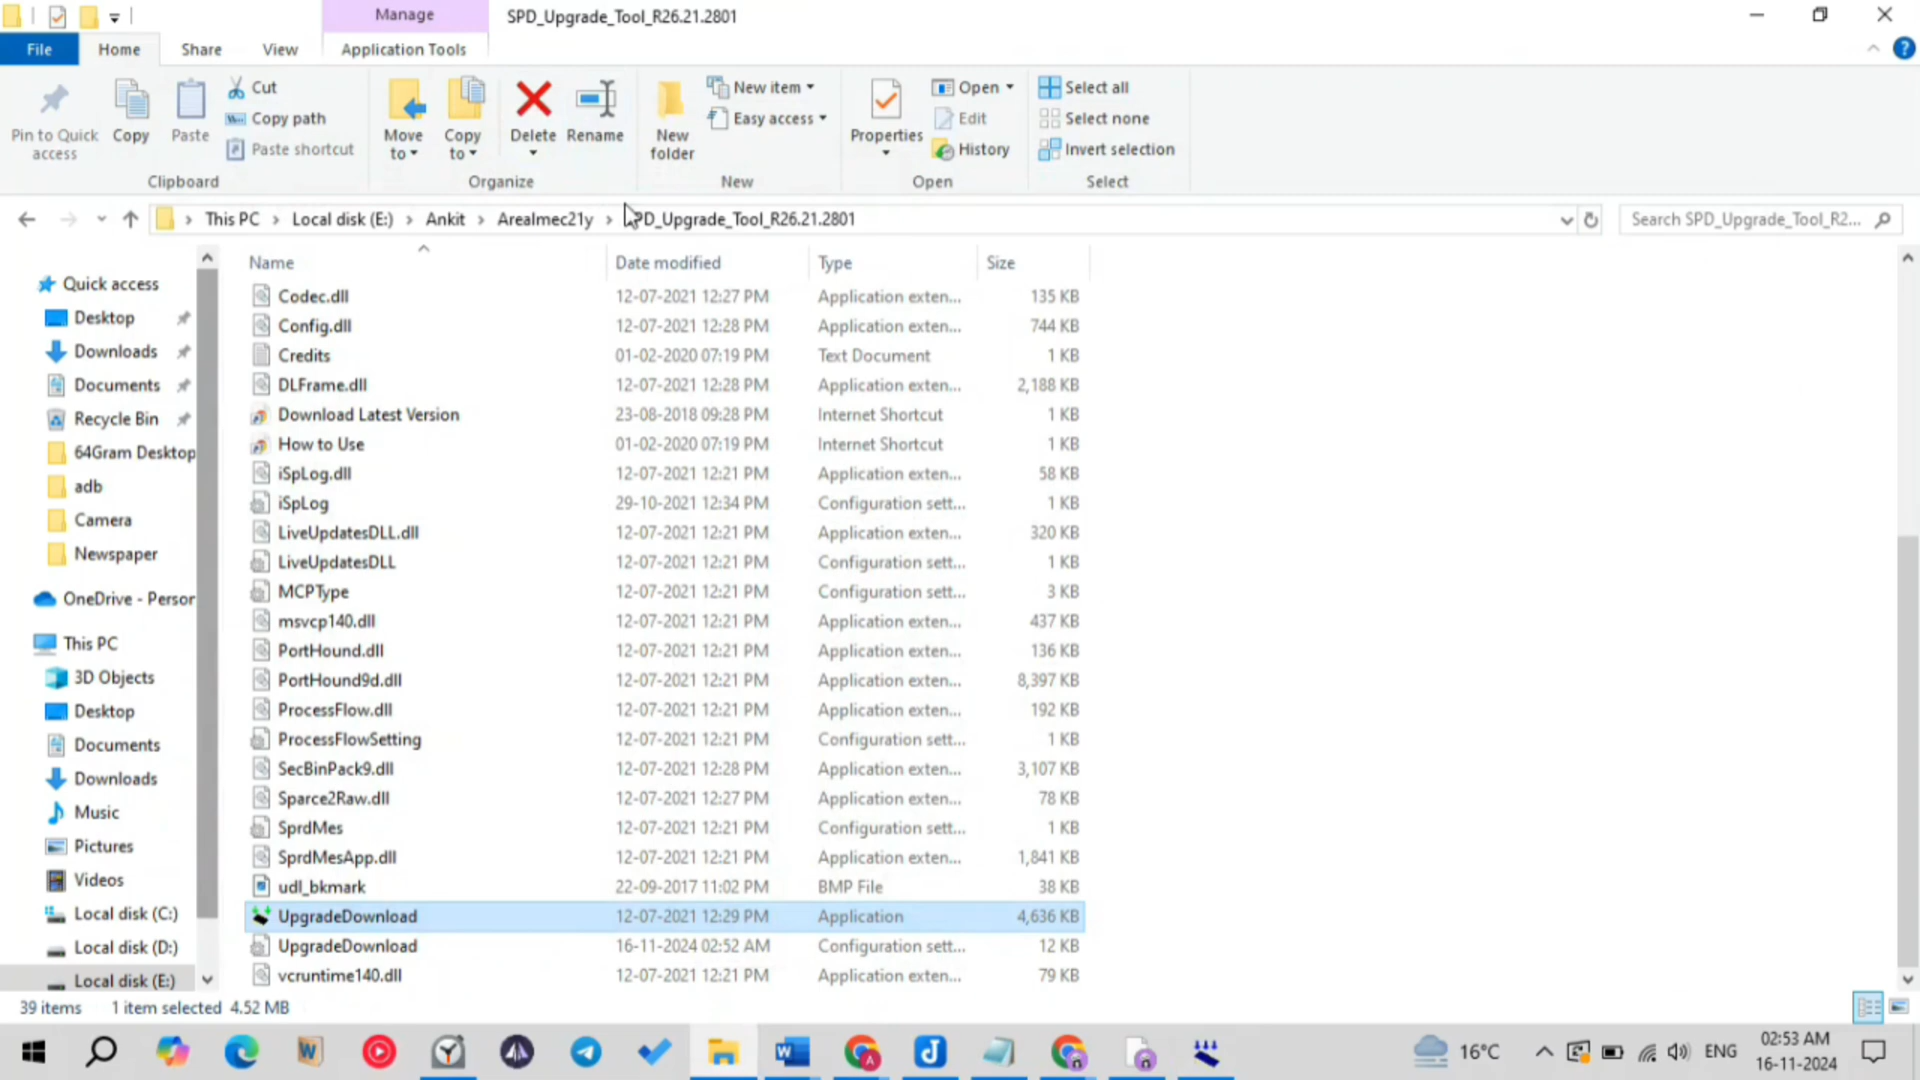 Manage
SPD_Upgrade_Tool_R26.21.2801
File
Home
Share
View
Application Tools
Pin to Quick access
Copy
Paste
Cut
Copy path
Paste shortcut
Clipboard
Move to
Copy to
Delete
Rename
Organize
New folder
New item
Easy access
New
Properties
Open
Edit
History
Open
Select all
Select none
Invert selection
Select
This PC > Local disk (E:) > Ankit > Arealmec21y > SPD_Upgrade_Tool_R26.21.2801
Search SPD_Upgrade_Tool_R2...
Quick access
Desktop
Downloads
Documents
Recycle Bin
64Gram Desktop
adb
Camera
Newspaper
OneDrive - Person
This PC
3D Objects
Desktop
Documents
Downloads
Music
Pictures
Videos
Local disk (C:)
Local disk (D:)
Local disk (E:)
Name Date modified Type Size
Codec.dll 12-07-2021 12:27 PM Application exten... 135 KB
Config.dll 12-07-2021 12:28 PM Application exten... 744 KB
Credits 01-02-2020 07:19 PM Text Document 1 KB
DLFrame.dll 12-07-2021 12:28 PM Application exten... 2,188 KB
Download Latest Version 23-08-2018 09:28 PM Internet Shortcut 1 KB
How to Use 01-02-2020 07:19 PM Internet Shortcut 1 KB
iSpLog.dll 12-07-2021 12:21 PM Application exten... 58 KB
iSpLog 29-10-2021 12:34 PM Configuration sett... 1 KB
LiveUpdatesDLL.dll 12-07-2021 12:21 PM Application exten... 320 KB
LiveUpdatesDLL 12-07-2021 12:21 PM Configuration sett... 1 KB
MCPType 12-07-2021 12:21 PM Configuration sett... 3 KB
msvcp140.dll 12-07-2021 12:21 PM Application exten... 437 KB
PortHound.dll 12-07-2021 12:21 PM Application exten... 136 KB
PortHound9d.dll 12-07-2021 12:21 PM Application exten... 8,397 KB
ProcessFlow.dll 12-07-2021 12:21 PM Application exten... 192 KB
ProcessFlowSetting 12-07-2021 12:21 PM Configuration sett... 1 KB
SecBinPack9.dll 12-07-2021 12:28 PM Application exten... 3,107 KB
Sparce2Raw.dll 12-07-2021 12:27 PM Application exten... 78 KB
SprdMes 12-07-2021 12:21 PM Configuration sett... 1 KB
SprdMesApp.dll 12-07-2021 12:21 PM Application exten... 1,841 KB
udl_bkmark 22-09-2017 11:02 PM BMP File 38 KB
UpgradeDownload 12-07-2021 12:29 PM Application 4,636 KB
UpgradeDownload 16-11-2024 02:52 AM Configuration sett... 12 KB
vcruntime140.dll 12-07-2021 12:21 PM Application exten... 79 KB
39 items 1 item selected 4.52 MB
16°C
ENG
02:53 AM
16-11-2024